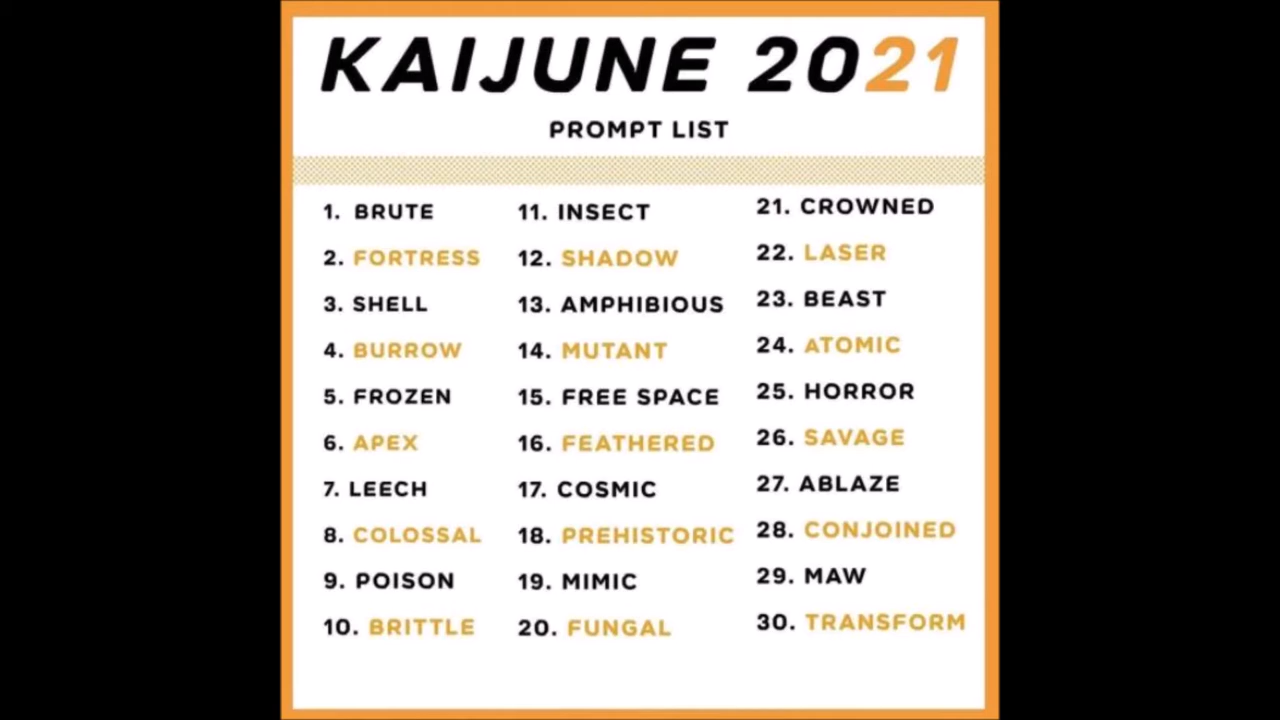 KAIJUNE 2021
PROMPT LIST
1. BRUTE
2. FORTRESS
3. SHELL
4. BURROW
5. FROZEN
6. APEX
7. LEECH
8. COLOSSAL
9. POISON
10. BRITTLE
11. INSECT
12. SHADOW
13. AMPHIBIOUS
14. MUTANT
15. FREE SPACE
16. FEATHERED
17. COSMIC
18. PREHISTORIC
19. MIMIC
20. FUNGAL
21. CROWNED
22. LASER
23. BEAST
24. ATOMIC
25. HORROR
26. SAVAGE
27. ABLAZE
28. CONJOINED
29. MAW
30. TRANSFORM